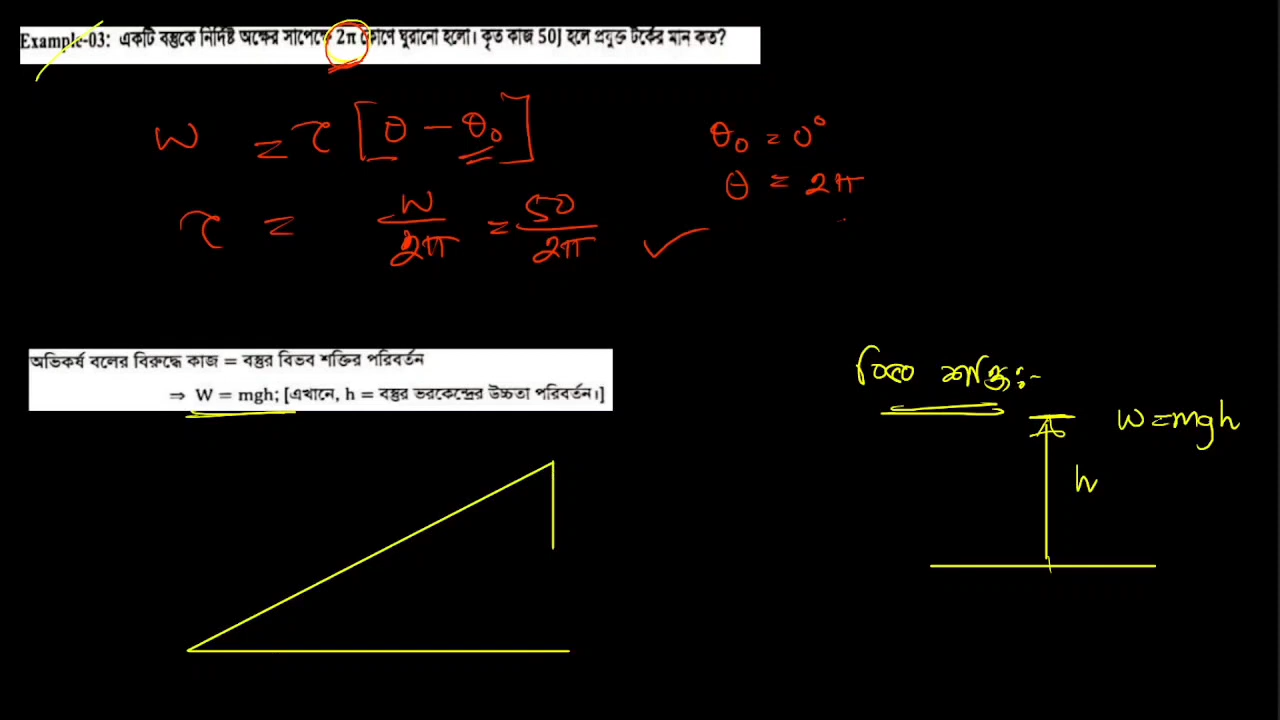 Example-03: একটি বস্তুকে নির্দিষ্ট অক্ষের সাপেক্ষে 2π কোণে ঘুরানো হলো। কৃত কাজ 50J হলে প্রযুক্ত টর্কের মান কত?
W = τ [θ − θ₀]
θ₀ = 0°
θ = 2π
τ = W/2π = 50/2π ✓
অভিকর্ষ বলের বিরুদ্ধে কাজ = বস্তুর বিভব শক্তির পরিবর্তন
⇒ W = mgh; [এখানে, h = বস্তুর ভরকেন্দ্রের উচ্চতা পরিবর্তন।]
শক্তি:-
W = mgh
h